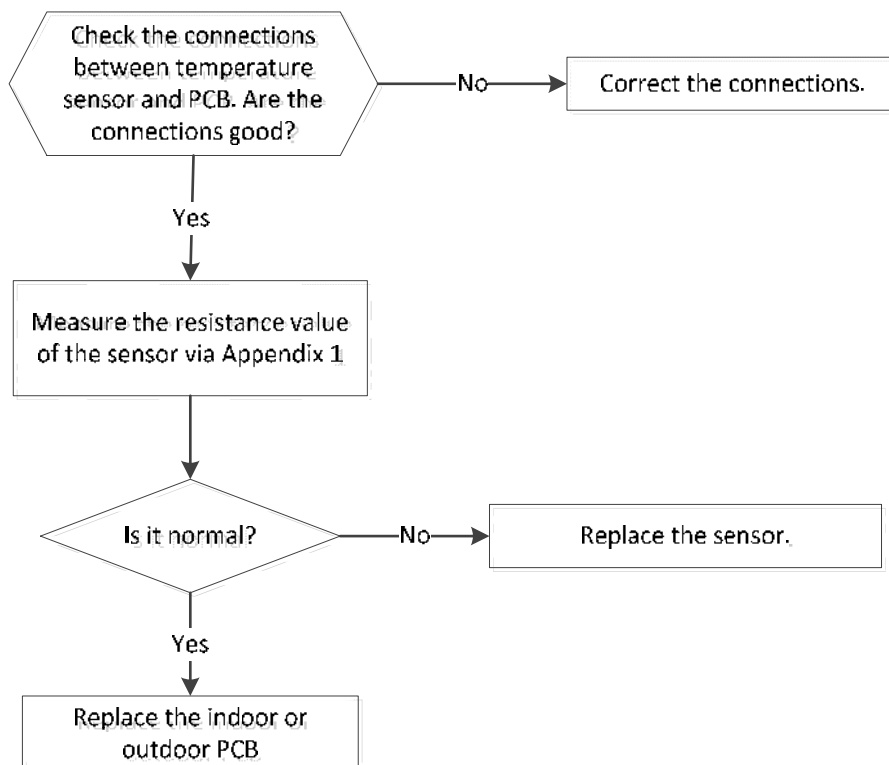 Check the connections
between temperature
sensor and PCB. Are the
connections good?
No
Correct the connections.
Yes
Measure the resistance value
of the sensor via Appendix 1
Is it normal?
No
Replace the sensor.
Yes
Replace the indoor or
outdoor PCB